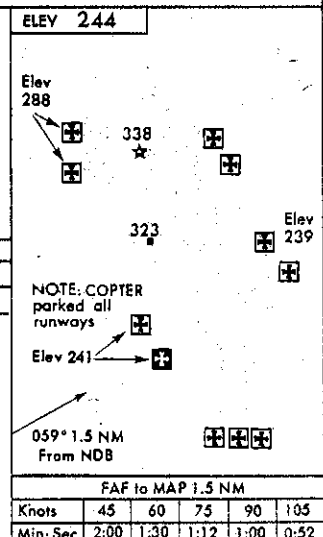 ELEV 244
Elev
288
338
323
Elev
239
NOTE: COPTER
parked all
runways
Elev 241
059° 1.5 NM
From NDB
FAF to MAP 1.5 NM
Knots 45 60 75 90 105
Min: Sec 2:00 1:30 1:12 1:00 0:52